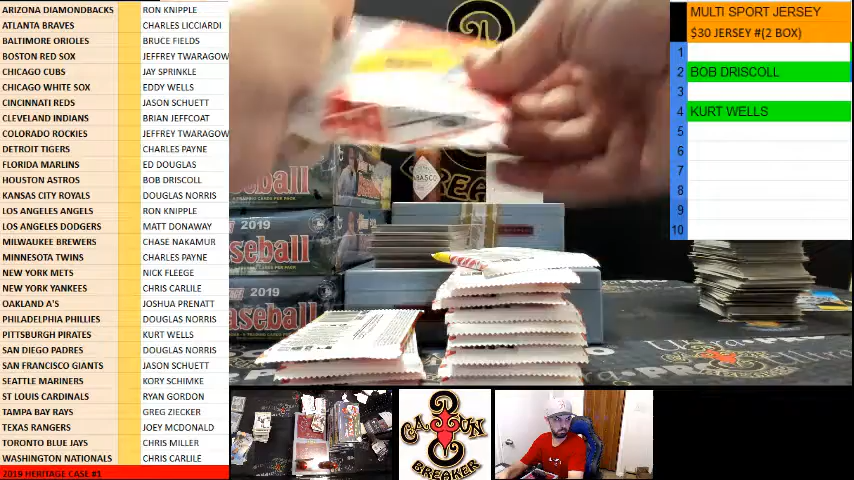 ARIZONA DIAMONDBACKS RON KNIPPLE
ATLANTA BRAVES CHARLES LICCIARDI
BALTIMORE ORIOLES BRUCE FIELDS
BOSTON RED SOX JEFFREY TWARAGOW
CHICAGO CUBS JAY SPRINKLE
CHICAGO WHITE SOX EDDY WELLS
CINCINNATI REDS JASON SCHUETT
CLEVELAND INDIANS BRIAN JEFFCOAT
COLORADO ROCKIES JEFFREY TWARAGOW
DETROIT TIGERS CHARLES PAYNE
FLORIDA MARLINS ED DOUGLAS
HOUSTON ASTROS BOB DRISCOLL
KANSAS CITY ROYALS DOUGLAS NORRIS
LOS ANGELES ANGELS RON KNIPPLE
LOS ANGELES DODGERS MATT DONAWAY
MILWAUKEE BREWERS CHASE NAKAMUR
MINNESOTA TWINS CHARLES PAYNE
NEW YORK METS NICK FLEEGE
NEW YORK YANKEES CHRIS CARLILE
OAKLAND A'S JOSHUA PRENATT
PHILADELPHIA PHILLIES DOUGLAS NORRIS
PITTSBURGH PIRATES KURT WELLS
SAN DIEGO PADRES DOUGLAS NORRIS
SAN FRANCISCO GIANTS JASON SCHUETT
SEATTLE MARINERS KORY SCHIMKE
ST LOUIS CARDINALS RYAN GORDON
TAMPA BAY RAYS GREG ZIECKER
TEXAS RANGERS JOEY MCDONALD
TORONTO BLUE JAYS CHRIS MILLER
WASHINGTON NATIONALS CHRIS CARLILE
2019 HERITAGE CASE #1
MULTI SPORT JERSEY
$30 JERSEY #(2 BOX)
1
2 BOB DRISCOLL
3
4 KURT WELLS
5
6
7
8
9
10
seball
2019
seball
2019
seball
CAJUN
BREAKER